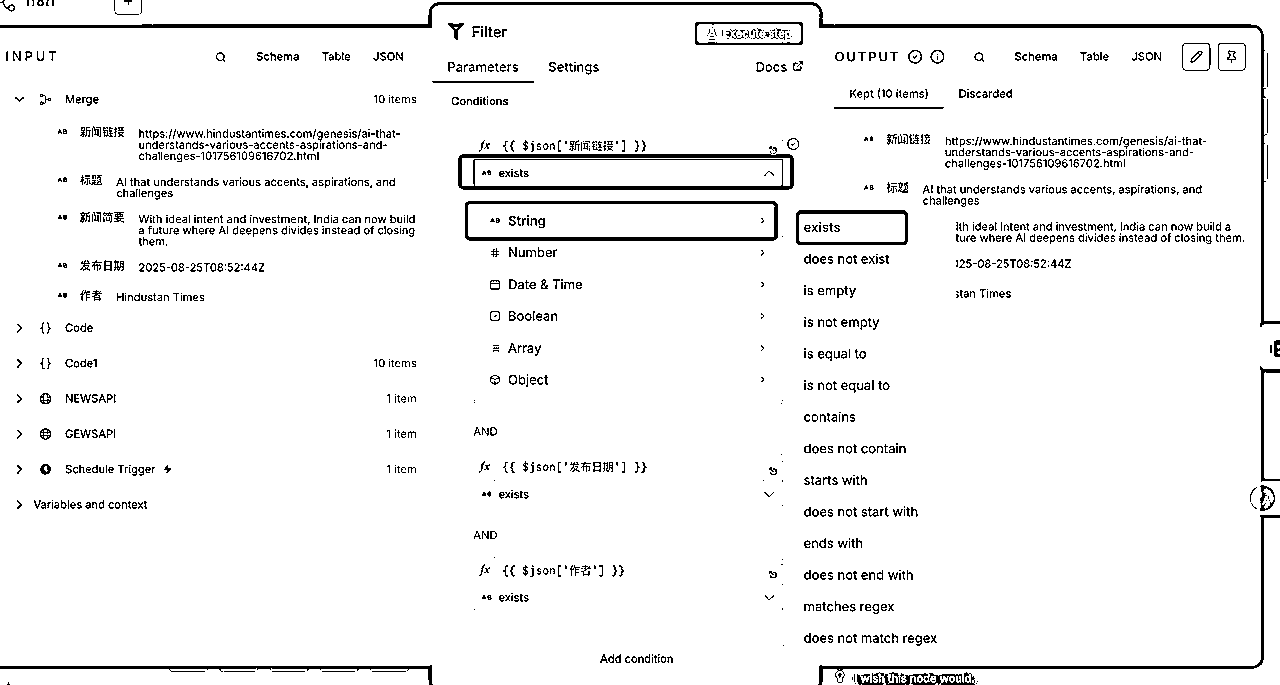 n8n
INPUT
Schema
Table
JSON
Merge
10 items
新闻链接
https://www.hindustantimes.com/genesis/ai-that-
understands-various-accents-aspirations-and-
challenges-101756109616702.html
标题
AI that understands various accents, aspirations, and
challenges
新闻简要
With ideal intent and investment, India can now build
a future where AI deepens divides instead of closing
them.
发布日期
2025-08-25T08:52:44Z
作者
Hindustan Times
Code
Code1
10 items
NEWSAPI
1 item
GEWSAPI
1 item
Schedule Trigger
1 item
Variables and context
Filter
Execute step
Parameters
Settings
Docs
Conditions
fx {{ $json['新闻链接'] }}
exists
String
Number
Date & Time
Boolean
Array
Object
AND
fx {{ $json['发布日期'] }}
exists
AND
fx {{ $json['作者'] }}
exists
Add condition
exists
does not exist
is empty
is not empty
is equal to
is not equal to
contains
does not contain
starts with
does not start with
ends with
does not end with
matches regex
does not match regex
OUTPUT
Schema
Table
JSON
Kept (10 items)
Discarded
新闻链接
https://www.hindustantimes.com/genesis/ai-that-
understands-various-accents-aspirations-and-
challenges-101756109616702.html
标题
AI that understands various accents, aspirations, and
challenges
ith ideal intent and investment, India can now build a
ture where AI deepens divides instead of closing them.
25-08-25T08:52:44Z
stan Times
I wish this node would.